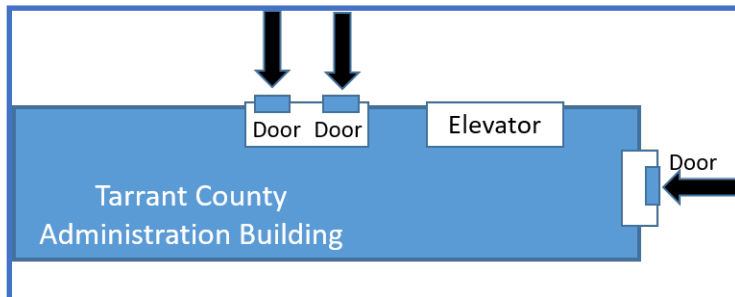 Door Door
Elevator
Door
Tarrant County
Administration Building